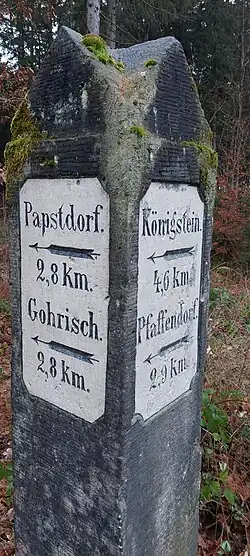 Papstdorf.
2,8 km.
Gohrisch.
2,8 km.
Königstein.
4,6 km
Pfaffendorf.
2,9 km.